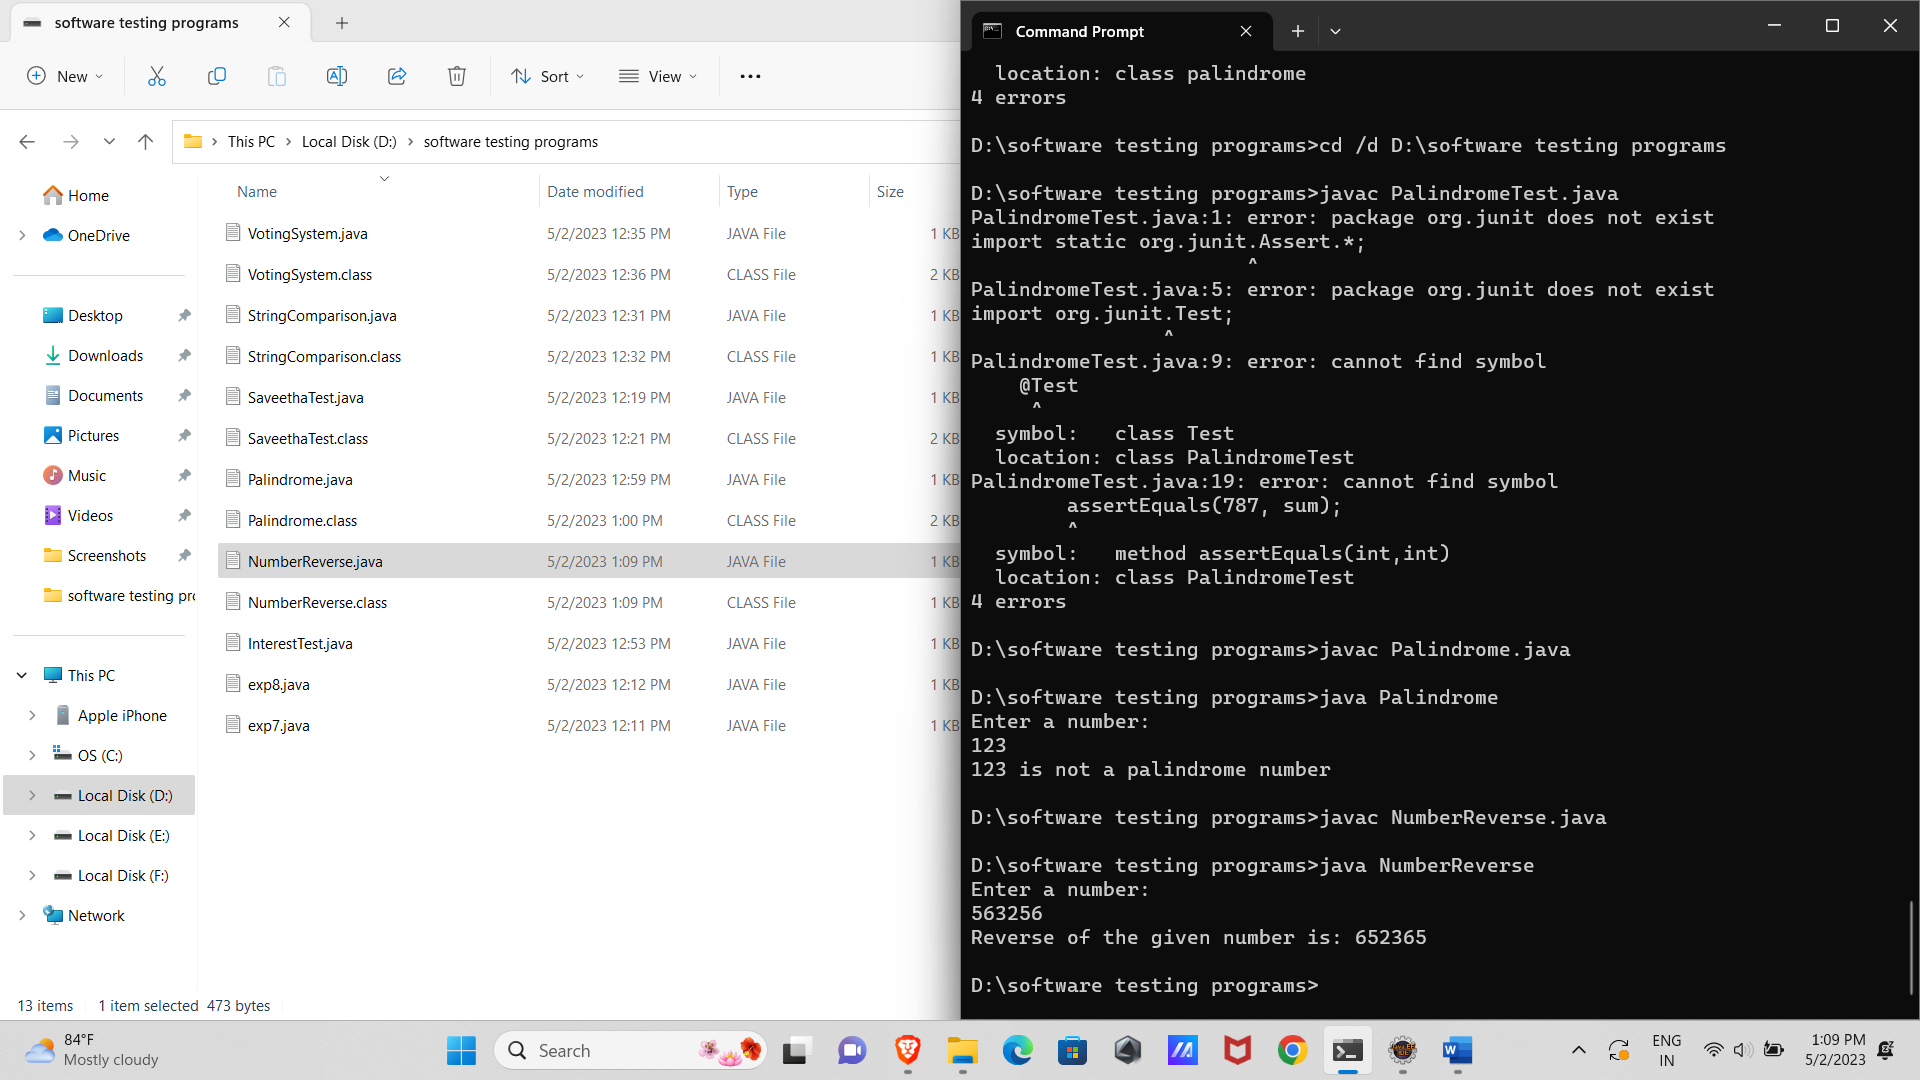 software testing programs
New
Sort
View
This PC
Local Disk (D:)
software testing programs
Home
OneDrive
Desktop
Downloads
Documents
Pictures
Music
Videos
Screenshots
software testing pr
This PC
Apple iPhone
OS (C:)
Local Disk (D:)
Local Disk (E:)
Local Disk (F:)
Network
Name Date modified Type Size
VotingSystem.java 5/2/2023 12:35 PM JAVA File 1 KB
VotingSystem.class 5/2/2023 12:36 PM CLASS File 2 KB
StringComparison.java 5/2/2023 12:31 PM JAVA File 1 KB
StringComparison.class 5/2/2023 12:32 PM CLASS File 1 KB
SaveethaTest.java 5/2/2023 12:19 PM JAVA File 1 KB
SaveethaTest.class 5/2/2023 12:21 PM CLASS File 2 KB
Palindrome.java 5/2/2023 12:59 PM JAVA File 1 KB
Palindrome.class 5/2/2023 1:00 PM CLASS File 2 KB
NumberReverse.java 5/2/2023 1:09 PM JAVA File 1 KB
NumberReverse.class 5/2/2023 1:09 PM CLASS File 1 KB
InterestTest.java 5/2/2023 12:53 PM JAVA File 1 KB
exp8.java 5/2/2023 12:12 PM JAVA File 1 KB
exp7.java 5/2/2023 12:11 PM JAVA File 1 KB
13 items 1 item selected 473 bytes
Command Prompt
location: class palindrome
4 errors
D:\software testing programs>cd /d D:\software testing programs
D:\software testing programs>javac PalindromeTest.java
PalindromeTest.java:1: error: package org.junit does not exist
import static org.junit.Assert.*;
^
PalindromeTest.java:5: error: package org.junit does not exist
import org.junit.Test;
^
PalindromeTest.java:9: error: cannot find symbol
@Test
^
symbol: class Test
location: class PalindromeTest
PalindromeTest.java:19: error: cannot find symbol
assertEquals(787, sum);
^
symbol: method assertEquals(int,int)
location: class PalindromeTest
4 errors
D:\software testing programs>javac Palindrome.java
D:\software testing programs>java Palindrome
Enter a number:
123
123 is not a palindrome number
D:\software testing programs>javac NumberReverse.java
D:\software testing programs>java NumberReverse
Enter a number:
563256
Reverse of the given number is: 652365
D:\software testing programs>
84°F
Mostly cloudy
Search
ENG
IN
1:09 PM
5/2/2023